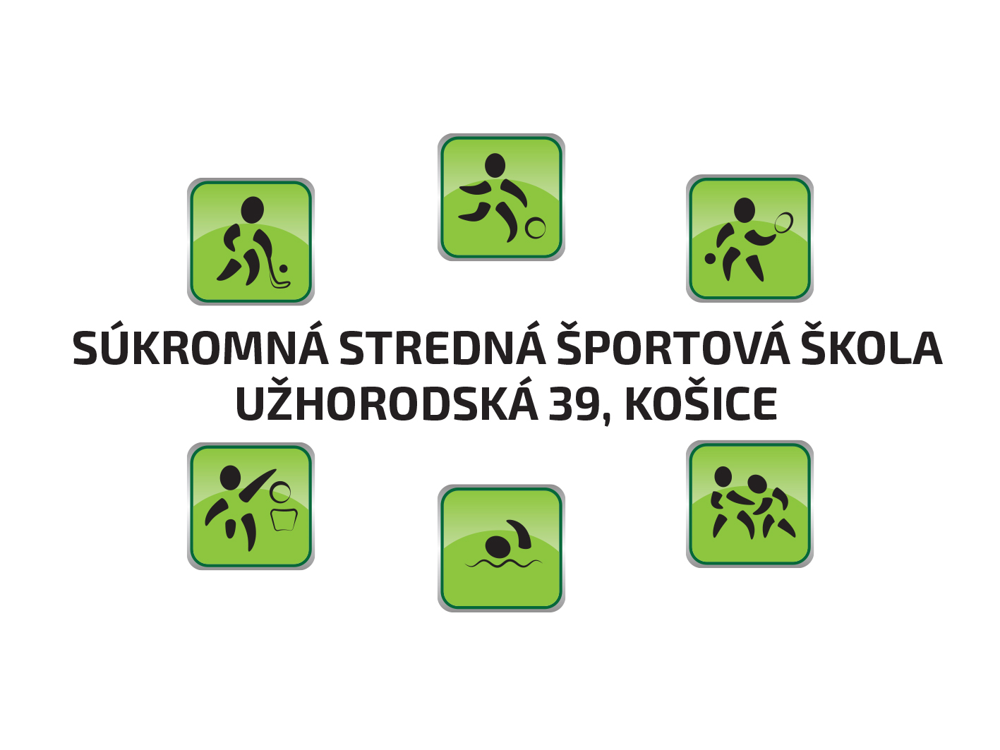 SÚKROMNÁ STREDNÁ ŠPORTOVÁ ŠKOLA
UŽHORODSKÁ 39, KOŠICE